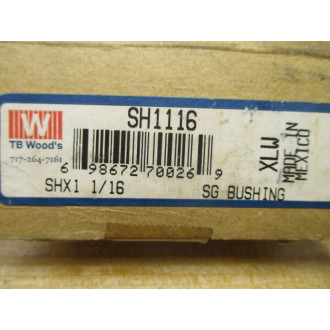 SH1116
TB Wood's
717-264-7161
6 98672 70026 9
SHX1 1/16
SG BUSHING
XLW
MADE IN
MEXICO